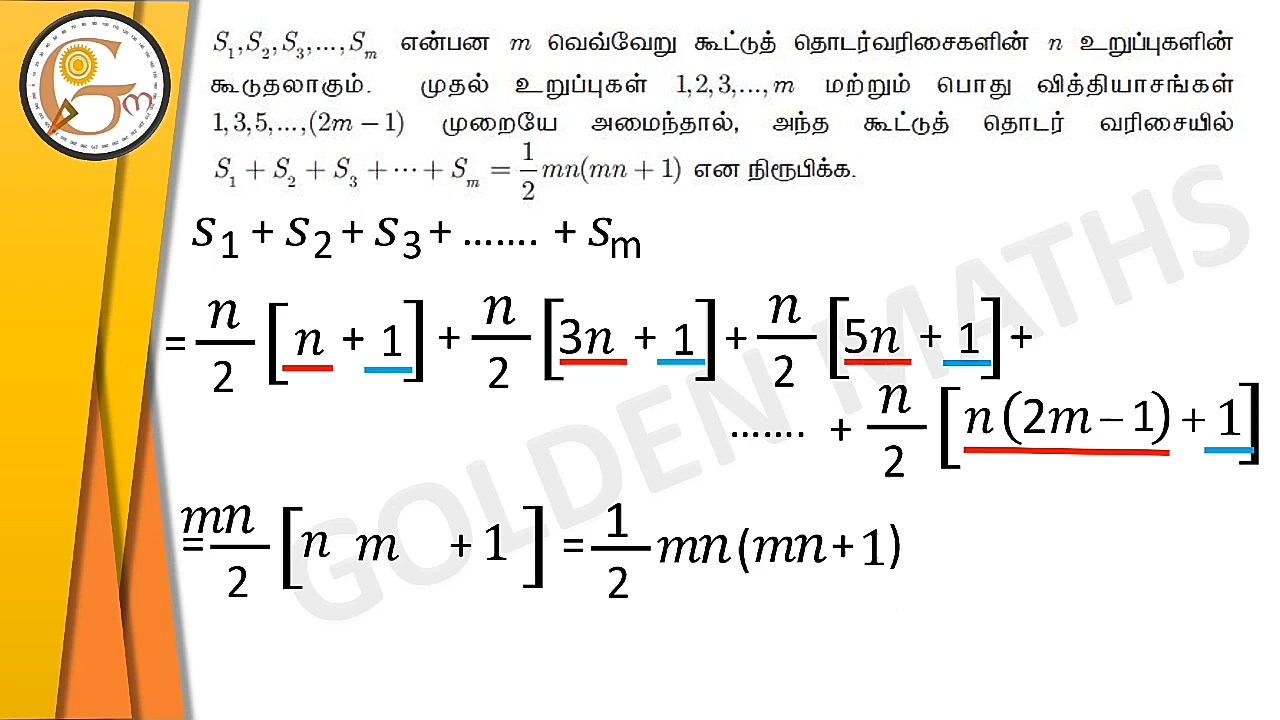 S₁, S₂, S₃, ..., Sₘ என்பன m வெவ்வேறு கூட்டுத் தொடர்வரிசைகளின் n உறுப்புகளின்
கூடுதலாகும். முதல் உறுப்புகள் 1, 2, 3, ..., m மற்றும் பொது வித்தியாசங்கள்
1, 3, 5, ..., (2m − 1) முறையே அமைந்தால், அந்த கூட்டுத் தொடர் வரிசையில்
S₁ + S₂ + S₃ + ⋯ + Sₘ = 1/2 mn(mn + 1) என நிரூபிக்க.
S₁ + S₂ + S₃ + ....... + Sₘ
= n/2 [n + 1] + n/2 [3n + 1] + n/2 [5n + 1] +
....... + n/2 [n(2m − 1) + 1]
= mn/2 [n m + 1] = 1/2 mn(mn + 1)
GOLDEN MATHS